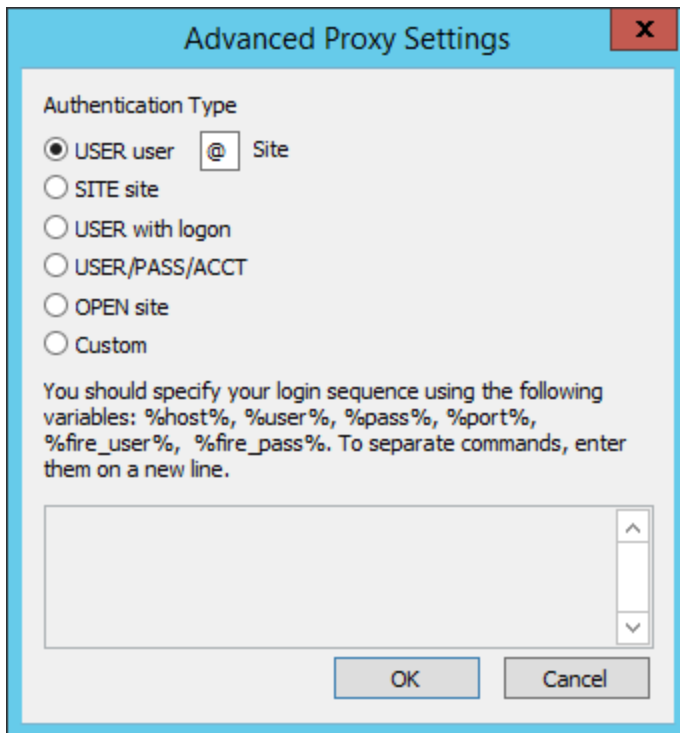 Advanced Proxy Settings
x
Authentication Type
USER user @ Site
SITE site
USER with logon
USER/PASS/ACCT
OPEN site
Custom
You should specify your login sequence using the following
variables: %host%, %user%, %pass%, %port%,
%fire_user%, %fire_pass%. To separate commands, enter
them on a new line.
OK Cancel